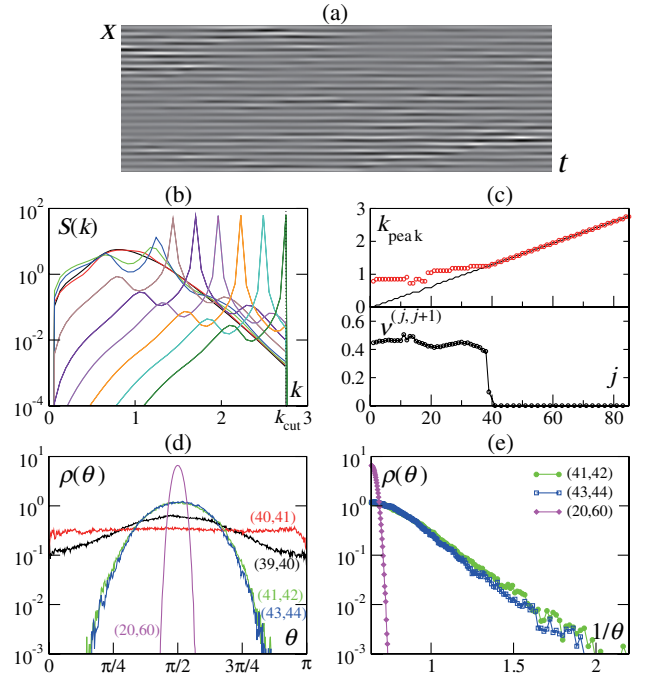 (a)
x
t
(b)
10^2
10^0
10^-2
10^-4
S(k)
k
0 1 2 k_cut 3
(c)
3
2
1
0
k_peak
0.4
0.2
0
ν^(j, j+1)
j
0 20 40 60 80
(d)
10^1
10^0
10^-1
10^-2
10^-3
ρ(θ)
(40,41)
(39,40)
(41,42)
(20,60) (43,44)
θ
0 π/4 π/2 3π/4 π
(e)
10^1
10^0
10^-1
10^-2
10^-3
ρ(θ)
(41,42)
(43,44)
(20,60)
1/θ
1 1.5 2